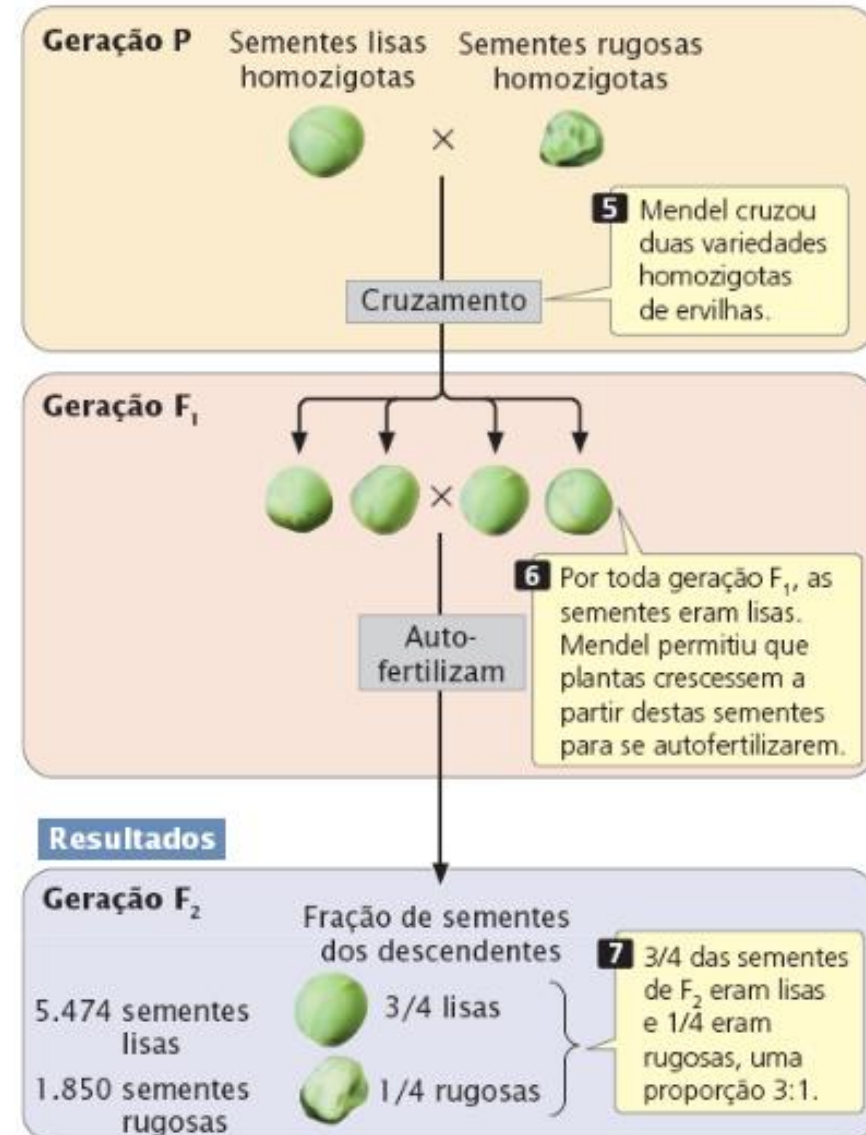 Geração P
Sementes lisas
homozigotas
Sementes rugosas
homozigotas
×
5 Mendel cruzou
duas variedades
homozigotas
de ervilhas.
Cruzamento
Geração F₁
×
6 Por toda geração F₁, as
sementes eram lisas.
Mendel permitiu que
plantas crescessem a
partir destas sementes
para se autofertilizarem.
Auto-
fertilizam
Resultados
Geração F₂
Fração de sementes
dos descendentes
5.474 sementes
lisas
3/4 lisas
1.850 sementes
rugosas
1/4 rugosas
7 3/4 das sementes
de F₂ eram lisas
e 1/4 eram
rugosas, uma
proporção 3:1.